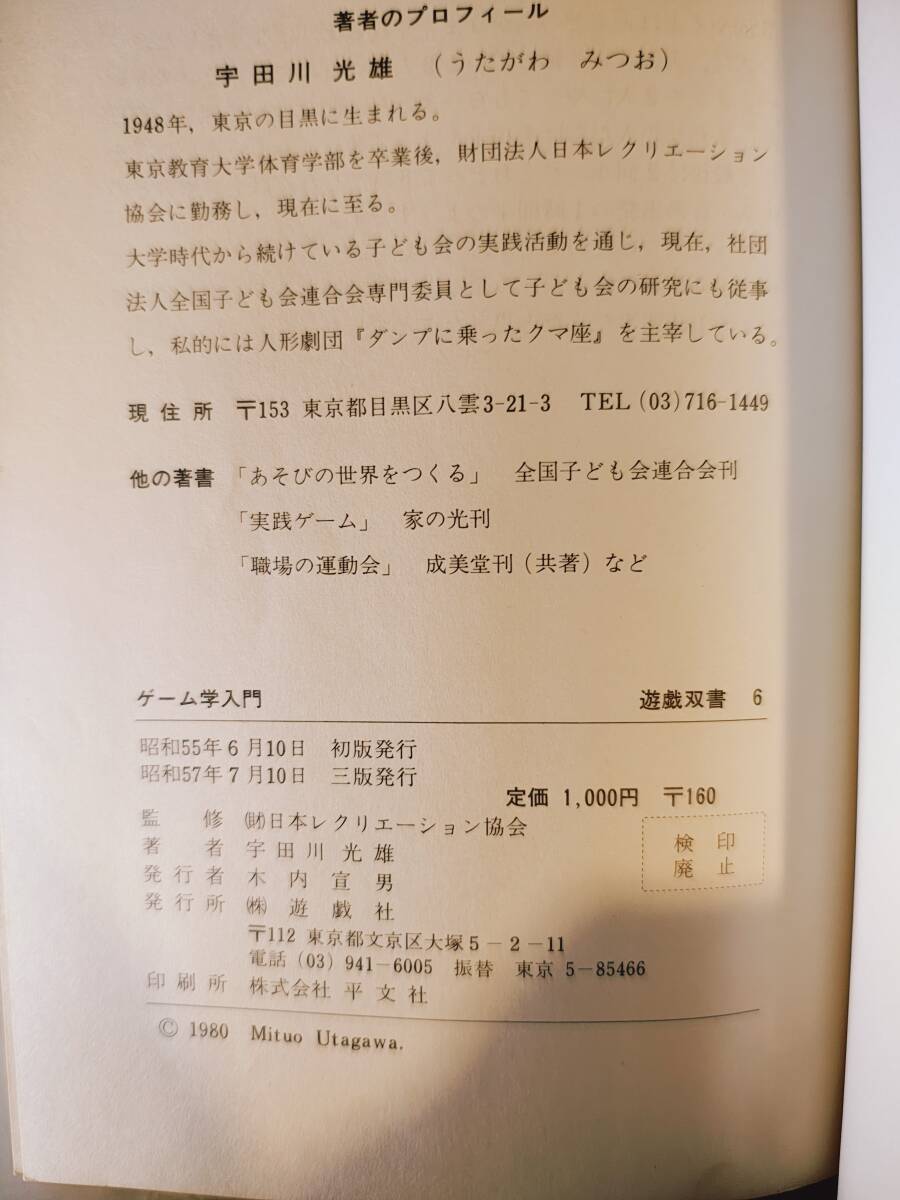 著者のプロフィール
宇田川光雄 (うたがわ みつお)
1948年，東京の目黒に生まれる。
東京教育大学体育学部を卒業後，財団法人日本レクリエーション
協会に勤務し，現在に至る。
大学時代から続けている子ども会の実践活動を通じ，現在，社団
法人全国子ども会連合会専門委員として子ども会の研究にも従事
し，私的には人形劇団『ダンプに乗ったクマ座』を主宰している。
現住所 〒153 東京都目黒区八雲3-21-3 TEL (03)716-1449
他の著書 「あそびの世界をつくる」 全国子ども会連合会刊
「実践ゲーム」 家の光刊
「職場の運動会」 成美堂刊（共著）など
ゲーム学入門 遊戯双書 6
昭和55年6月10日 初版発行
昭和57年7月10日 三版発行
定価 1,000円 〒160
監修 ㈶日本レクリエーション協会
著者 宇田川光雄
発行者 木内宣男
発行所 ㈱遊戯社
〒112 東京都文京区大塚5-2-11
電話 (03) 941-6005 振替 東京 5-85466
印刷所 株式会社 平文社
検印
廃止
© 1980 Mituo Utagawa.